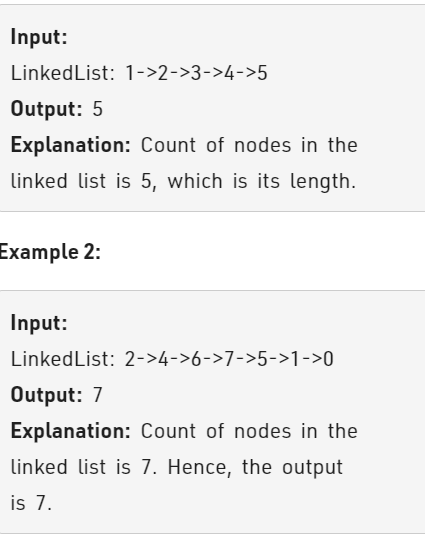 Input:
LinkedList: 1->2->3->4->5
Output: 5
Explanation: Count of nodes in the
linked list is 5, which is its length.
Example 2:
Input:
LinkedList: 2->4->6->7->5->1->0
Output: 7
Explanation: Count of nodes in the
linked list is 7. Hence, the output
is 7.